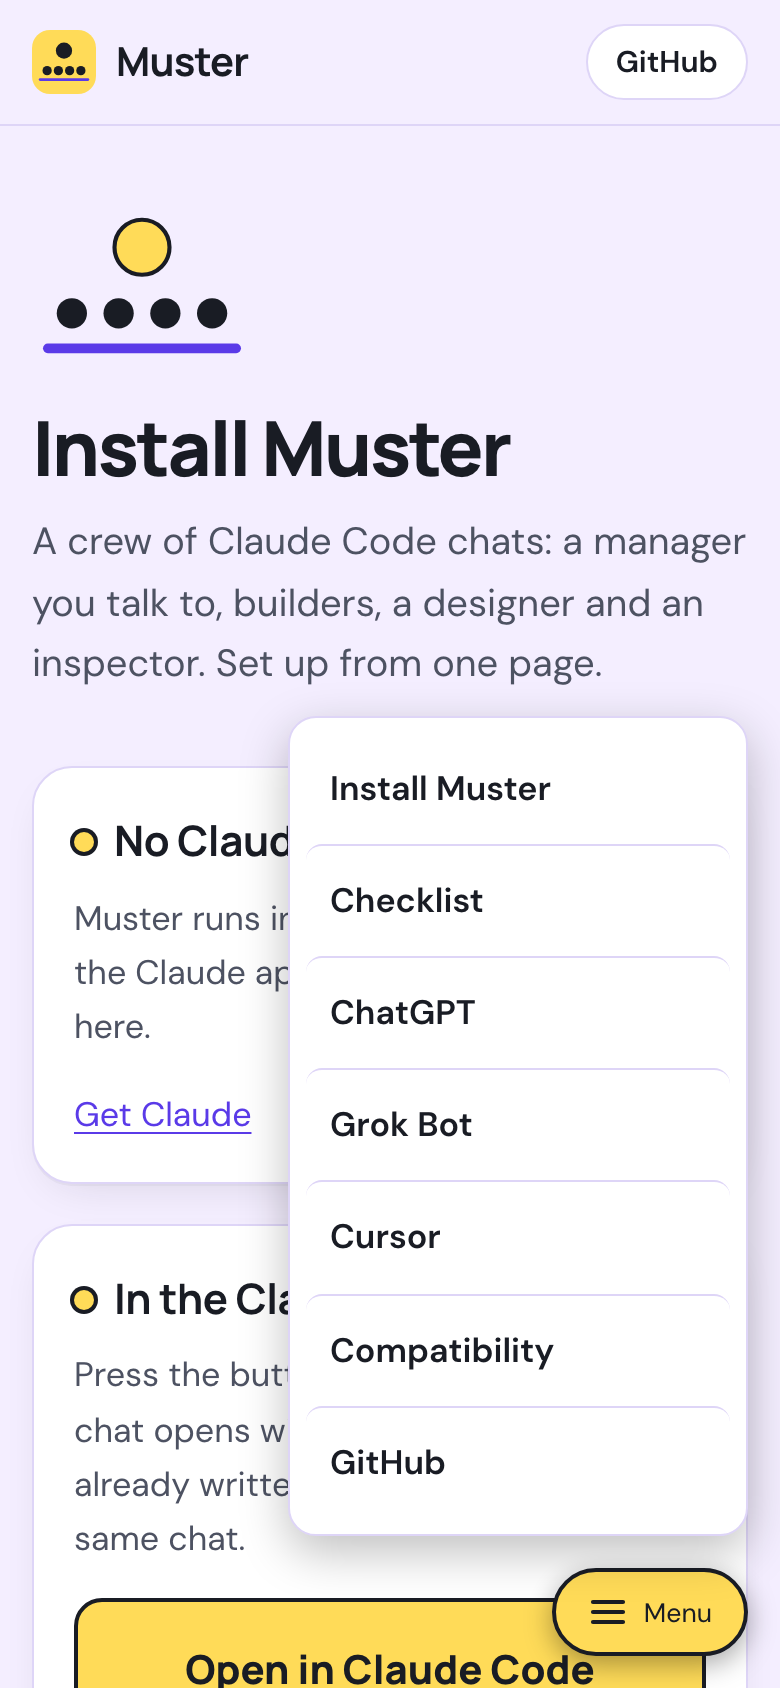 Muster
GitHub
Install Muster
A crew of Claude Code chats: a manager
you talk to, builders, a designer and an
inspector. Set up from one page.
No Claud
Muster runs in
the Claude ap
here.
Get Claude
In the Cla
Press the butt
chat opens w
already writte
same chat.
Open in Claude Code
Install Muster
Checklist
ChatGPT
Grok Bot
Cursor
Compatibility
GitHub
Menu